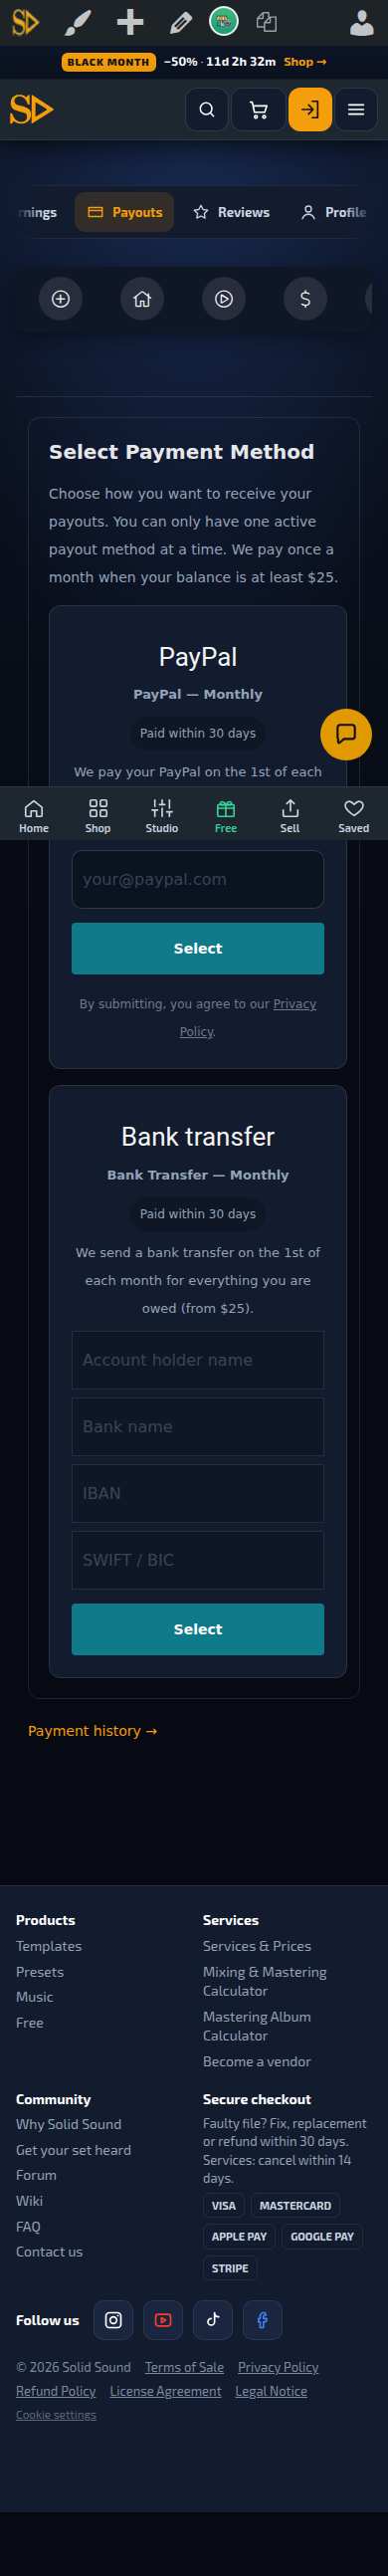 BLACK MONTH −50% · 11d 2h 32m Shop →
Payouts Reviews Profile
Select Payment Method
Choose how you want to receive your
payouts. You can only have one active
payout method at a time. We pay once a
month when your balance is at least $25.
PayPal
PayPal — Monthly
Paid within 30 days
We pay your PayPal on the 1st of each
Home Shop Studio Free Sell Saved
your@paypal.com
Select
By submitting, you agree to our Privacy
Policy.
Bank transfer
Bank Transfer — Monthly
Paid within 30 days
We send a bank transfer on the 1st of
each month for everything you are
owed (from $25).
Account holder name
Bank name
IBAN
SWIFT / BIC
Select
Payment history →
Products
Templates
Presets
Music
Free
Services
Services & Prices
Mixing & Mastering
Calculator
Mastering Album
Calculator
Become a vendor
Community
Why Solid Sound
Get your set heard
Forum
Wiki
FAQ
Contact us
Secure checkout
Faulty file? Fix, replacement
or refund within 30 days.
Services: cancel within 14
days.
VISA MASTERCARD
APPLE PAY GOOGLE PAY
STRIPE
Follow us
© 2026 Solid Sound Terms of Sale Privacy Policy
Refund Policy License Agreement Legal Notice
Cookie settings